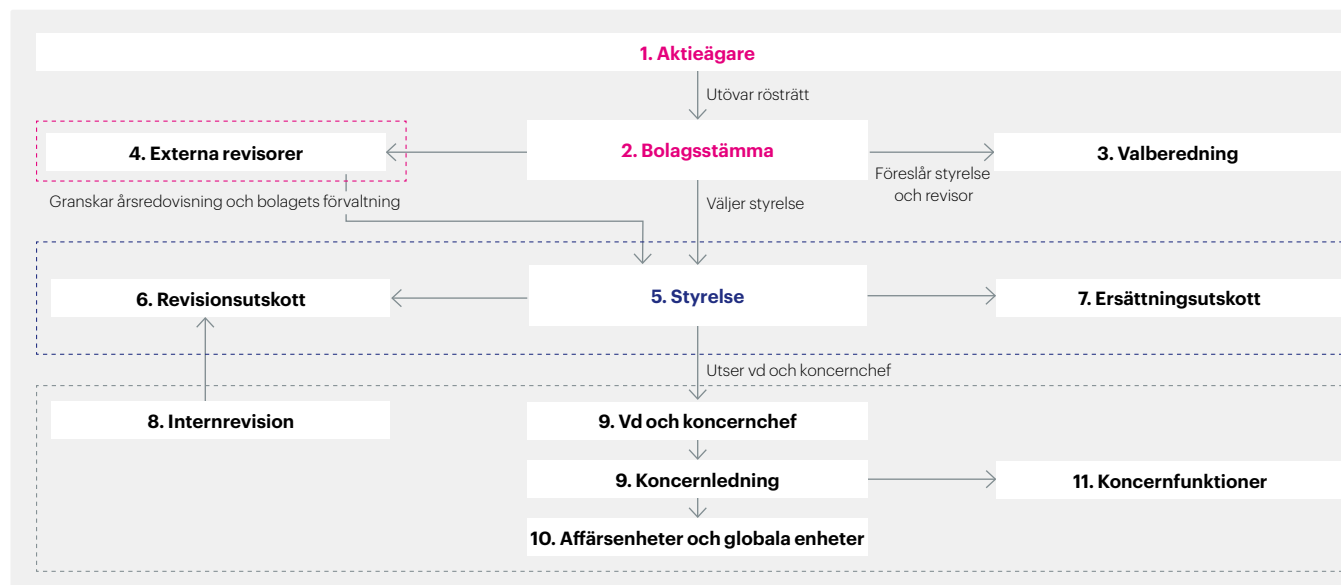 1. Aktieägare
Utövar rösträtt
4. Externa revisorer
2. Bolagsstämma
3. Valberedning
Föreslår styrelse
och revisor
Granskar årsredovisning och bolagets förvaltning
Väljer styrelse
6. Revisionsutskott
5. Styrelse
7. Ersättningsutskott
Utser vd och koncernchef
8. Internrevision
9. Vd och koncernchef
9. Koncernledning
11. Koncernfunktioner
10. Affärsenheter och globala enheter